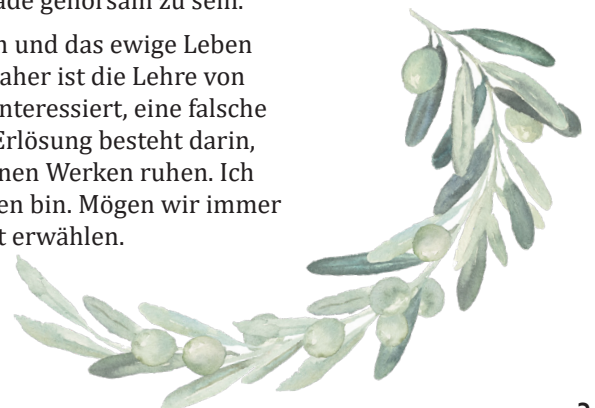 ade gehorsam zu sein.
n und das ewige Leben
aher ist die Lehre von
nteressiert, eine falsche
Erlösung besteht darin,
nen Werken ruhen. Ich
en bin. Mögen wir immer
t erwählen.